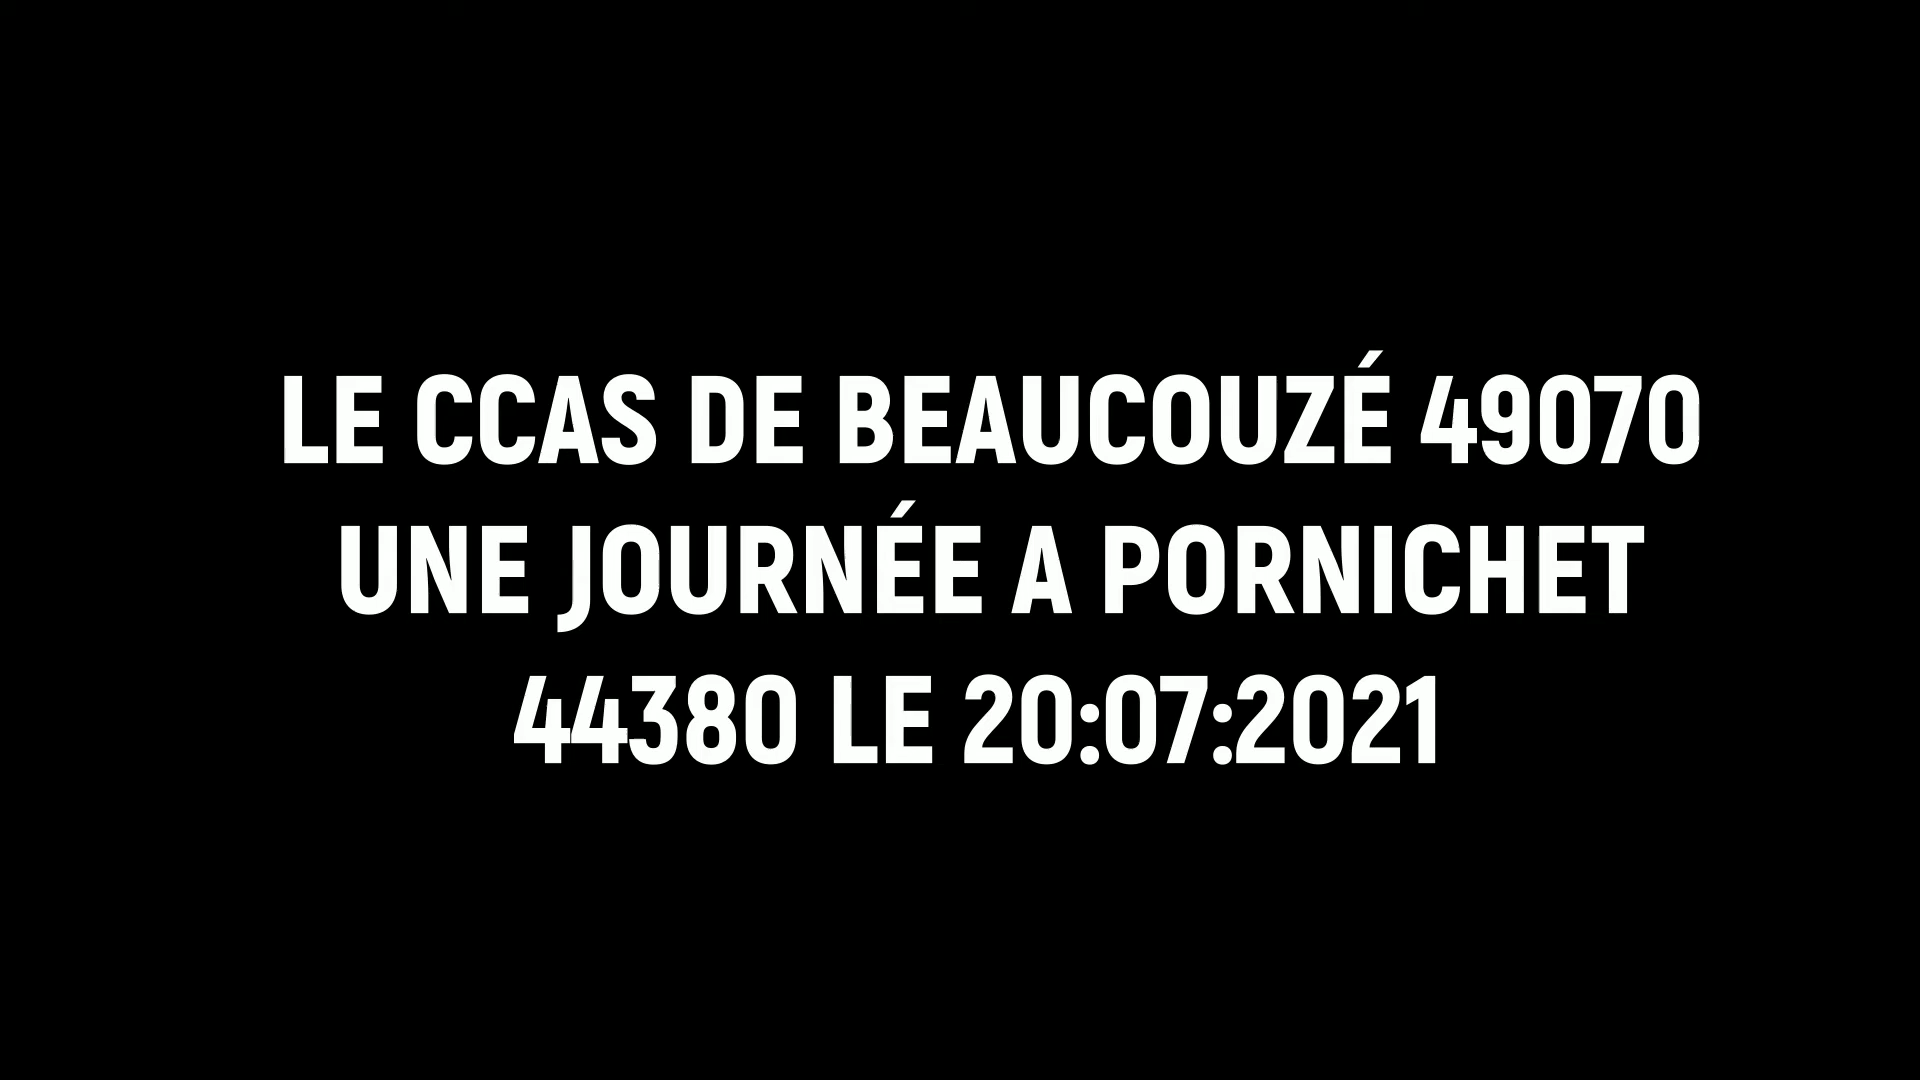 LE CCAS DE BEAUCOUZÉ 49070
UNE JOURNÉE A PORNICHET
44380 LE 20:07:2021